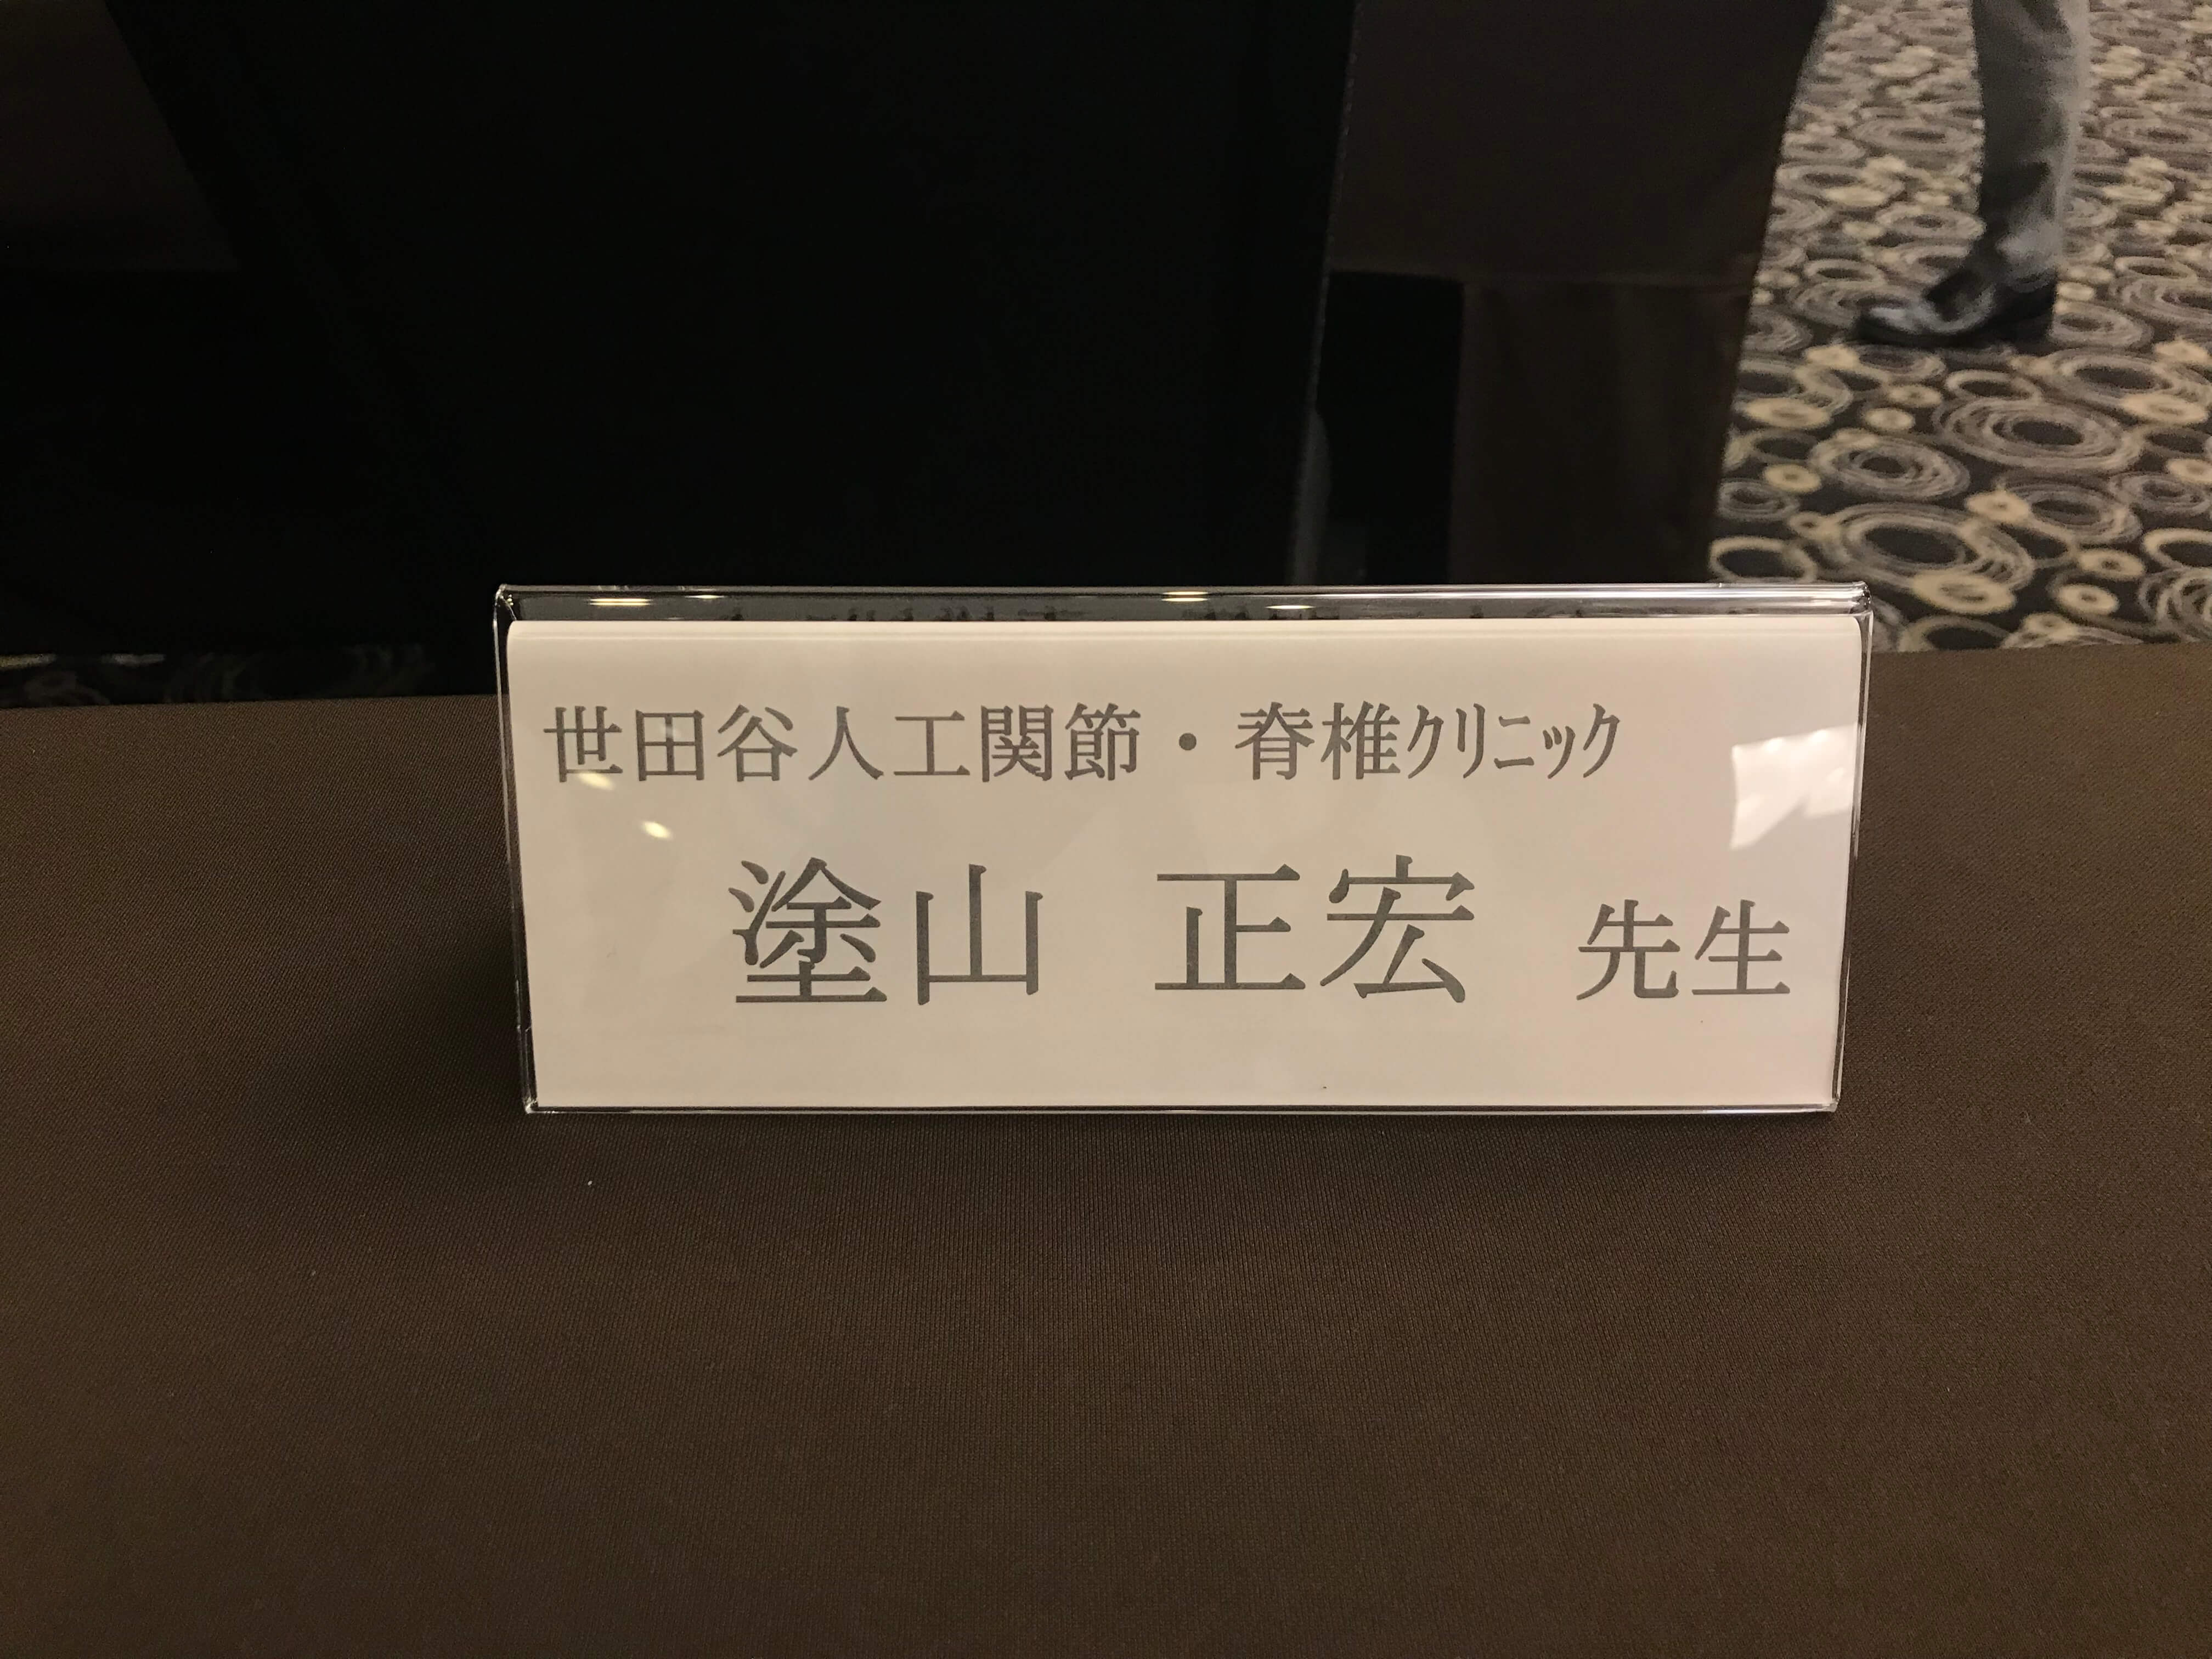 世田谷人工関節・脊椎ｸﾘﾆｯｸ
塗山 正宏 先生